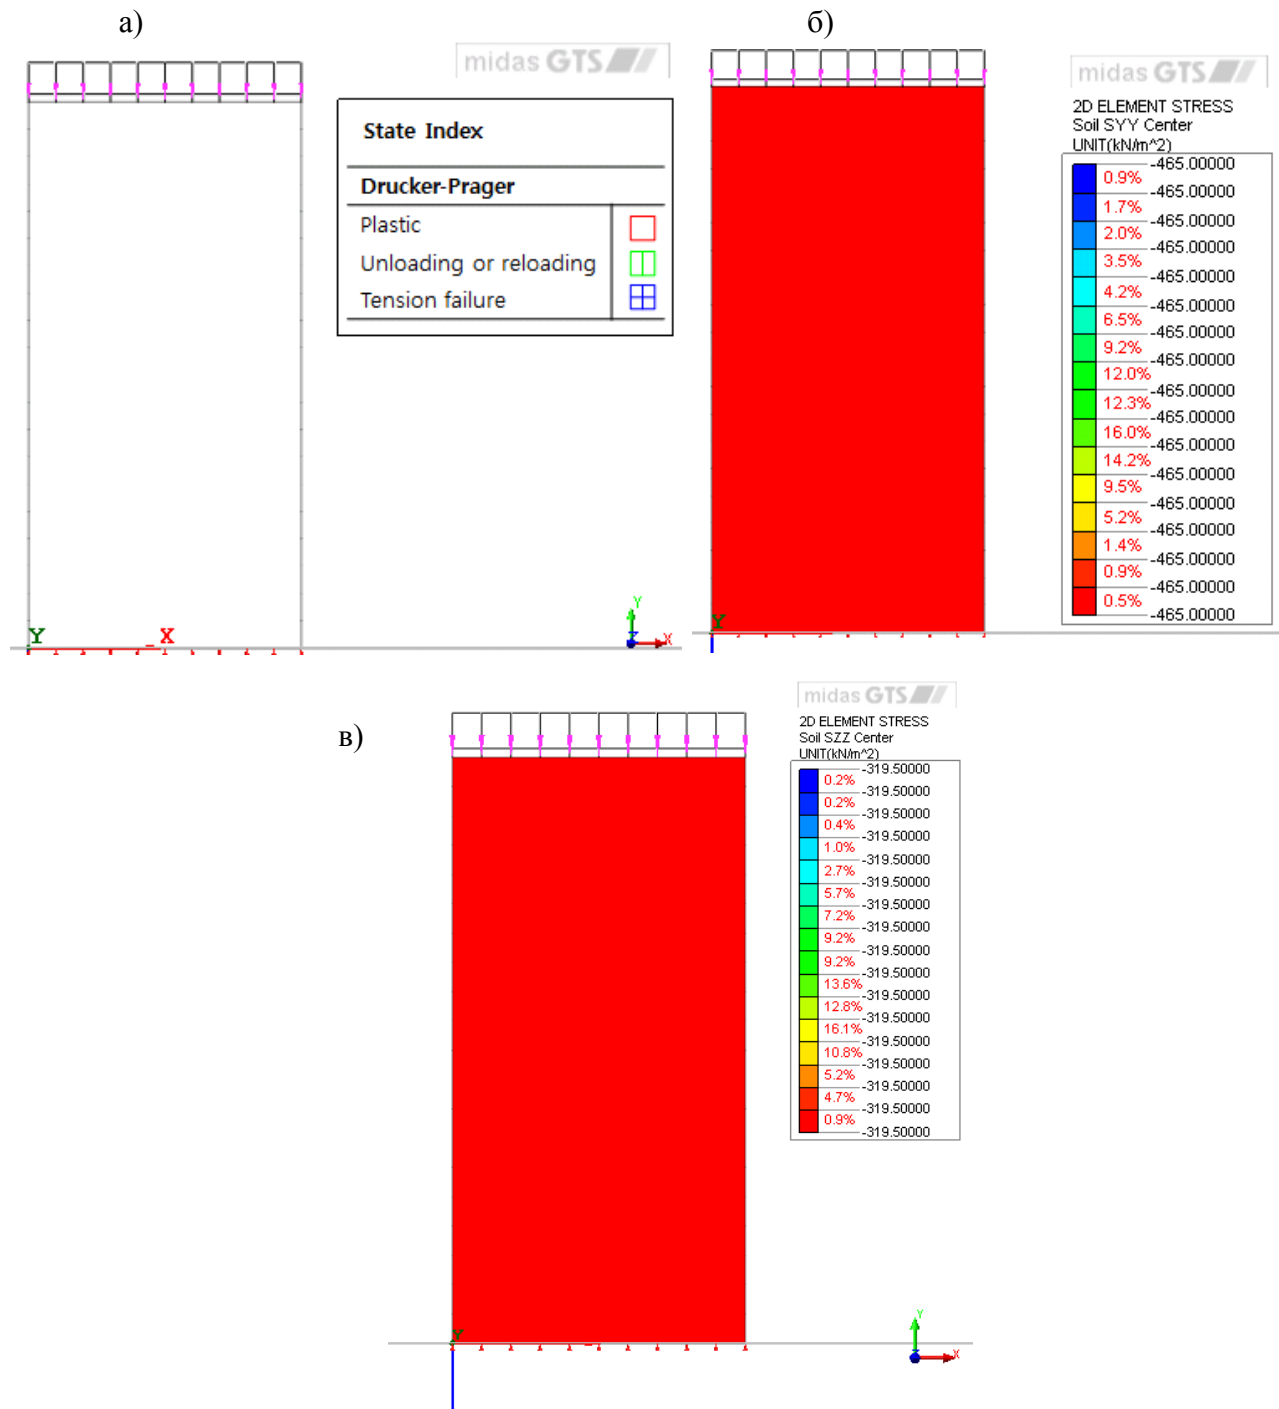 а)
б)
midas GTS
State Index
Drucker-Prager
Plastic
Unloading or reloading
Tension failure
Y
X
Y
Z
X
midas GTS
2D ELEMENT STRESS
Soil SYY Center
UNIT(kN/m^2)
-465.00000
0.9%
-465.00000
1.7%
-465.00000
2.0%
-465.00000
3.5%
-465.00000
4.2%
-465.00000
6.5%
-465.00000
9.2%
-465.00000
12.0%
-465.00000
12.3%
-465.00000
16.0%
-465.00000
14.2%
-465.00000
9.5%
-465.00000
5.2%
-465.00000
1.4%
-465.00000
0.9%
-465.00000
0.5%
-465.00000
Y
в)
midas GTS
2D ELEMENT STRESS
Soil SZZ Center
UNIT(kN/m^2)
-319.50000
0.2%
-319.50000
0.2%
-319.50000
0.4%
-319.50000
1.0%
-319.50000
2.7%
-319.50000
5.7%
-319.50000
7.2%
-319.50000
9.2%
-319.50000
9.2%
-319.50000
13.6%
-319.50000
12.8%
-319.50000
16.1%
-319.50000
10.8%
-319.50000
5.2%
-319.50000
4.7%
-319.50000
0.9%
-319.50000
Y
Y
Z
X